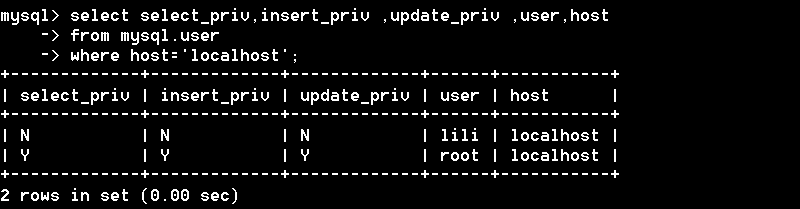 mysql> select select_priv,insert_priv ,update_priv ,user,host
    -> from mysql.user
    -> where host='localhost';
+-------------+-------------+-------------+------+-----------+
| select_priv | insert_priv | update_priv | user | host      |
+-------------+-------------+-------------+------+-----------+
| N           | N           | N           | lili | localhost |
| Y           | Y           | Y           | root | localhost |
+-------------+-------------+-------------+------+-----------+
2 rows in set (0.00 sec)